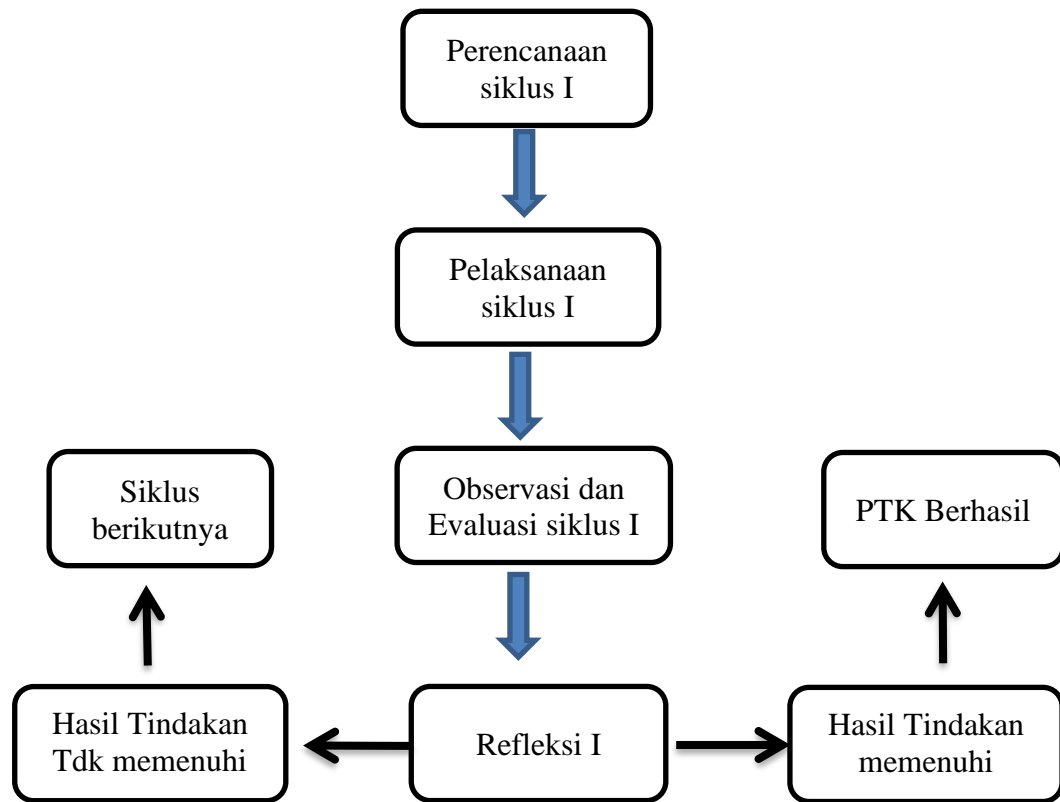 Perencanaan
siklus I
Pelaksanaan
siklus I
Siklus
berikutnya
Observasi dan
Evaluasi siklus I
PTK Berhasil
Hasil Tindakan
Tdk memenuhi
Refleksi I
Hasil Tindakan
memenuhi